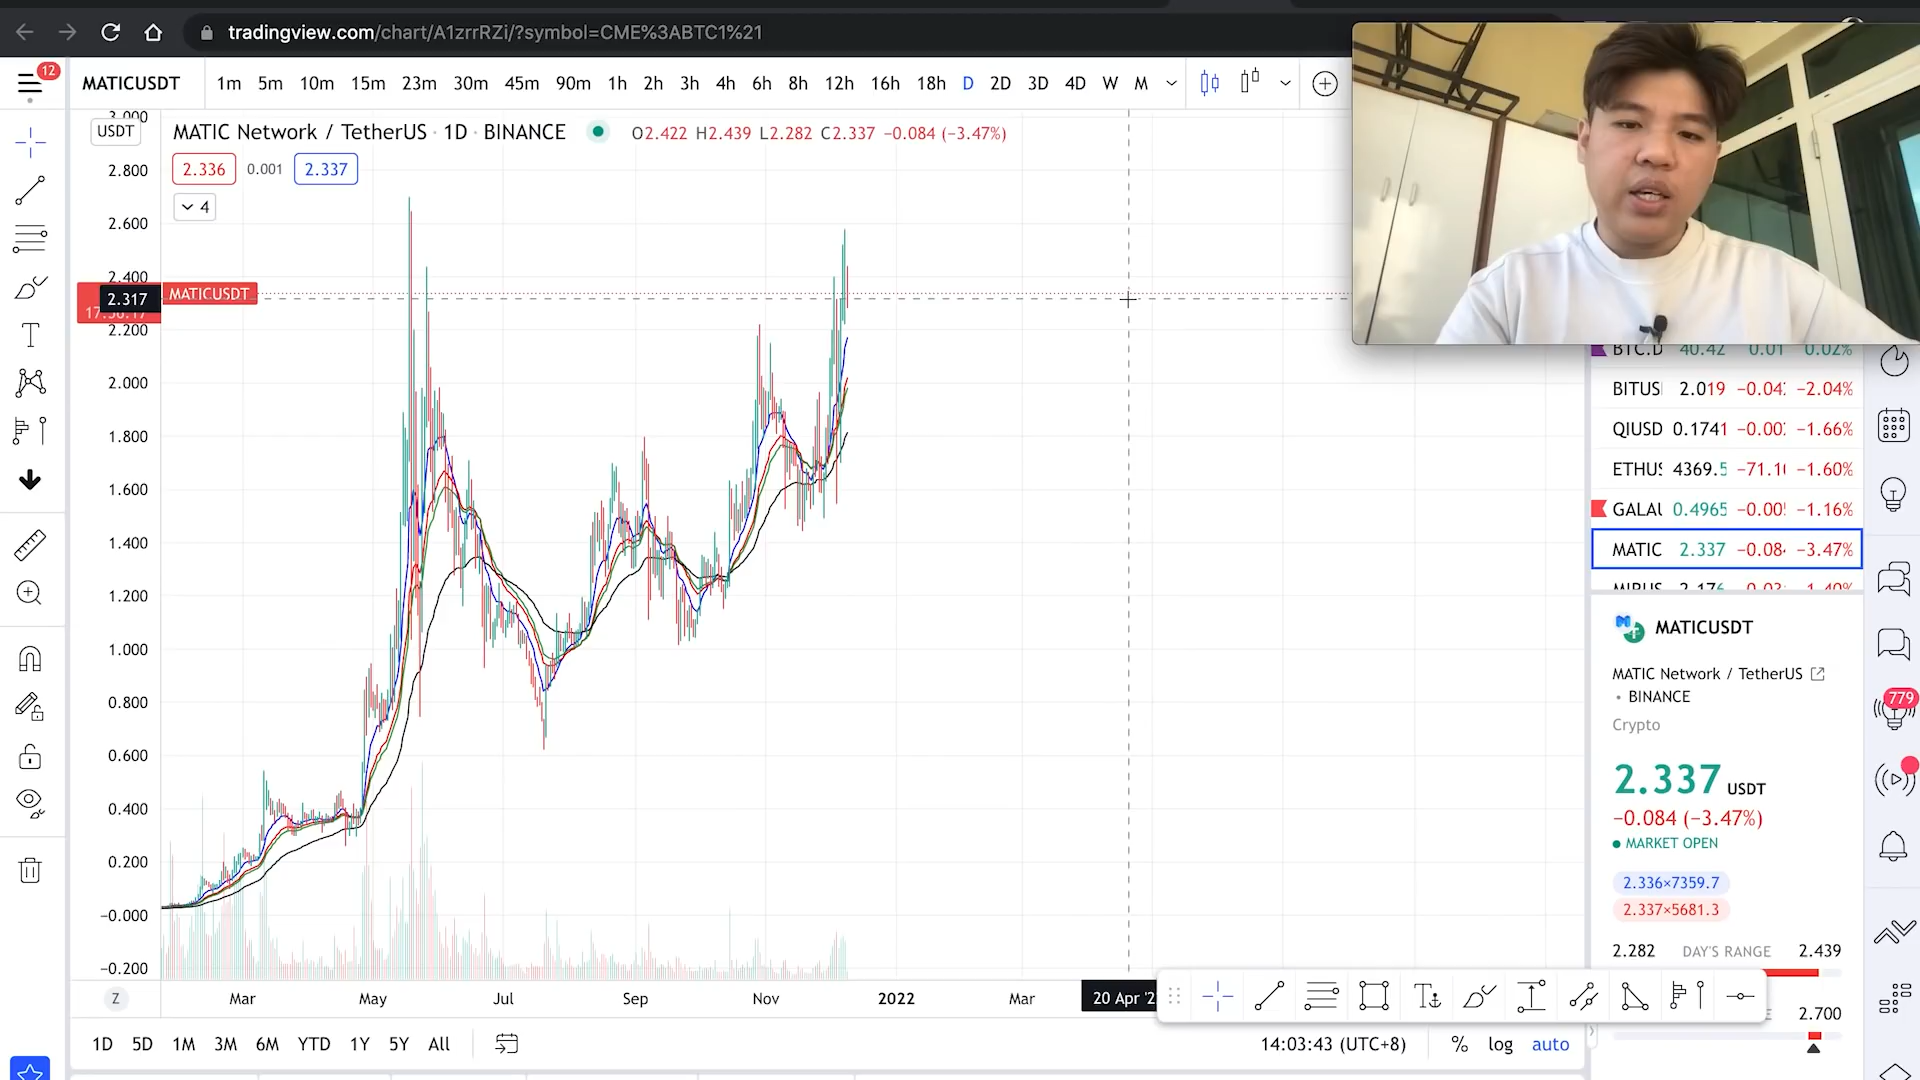 tradingview.com/chart/A1zrrRZi/?symbol=CME%3ABTC1%21
12
MATICUSDT 1m 5m 10m 15m 23m 30m 45m 90m 1h 2h 3h 4h 6h 8h 12h 16h 18h D 2D 3D 4D W M
3.000
USDT
MATIC Network / TetherUS · 1D · BINANCE O2.422 H2.439 L2.282 C2.337 −0.084 (−3.47%)
2.336 0.001 2.337
4
2.800
2.600
2.400
MATICUSDT
2.317
2.200
2.000
1.800
1.600
1.400
1.200
1.000
0.800
0.600
0.400
0.200
−0.000
−0.200
Z Mar May Jul Sep Nov 2022 Mar 20 Apr '2
1D 5D 1M 3M 6M YTD 1Y 5Y All 14:03:43 (UTC+8) % log auto
BTC.D 40.42 0.01 0.02%
BITUS 2.019 −0.04 −2.04%
QIUSD 0.1741 −0.00 −1.66%
ETHUS 4369.5 −71.1 −1.60%
GALAU 0.4965 −0.00 −1.16%
MATIC 2.337 −0.08 −3.47%
MATICUSDT
MATIC Network / TetherUS
• BINANCE
Crypto
2.337 USDT
−0.084 (−3.47%)
MARKET OPEN
2.336×7359.7
2.337×5681.3
2.282 DAY'S RANGE 2.439
2.700
779